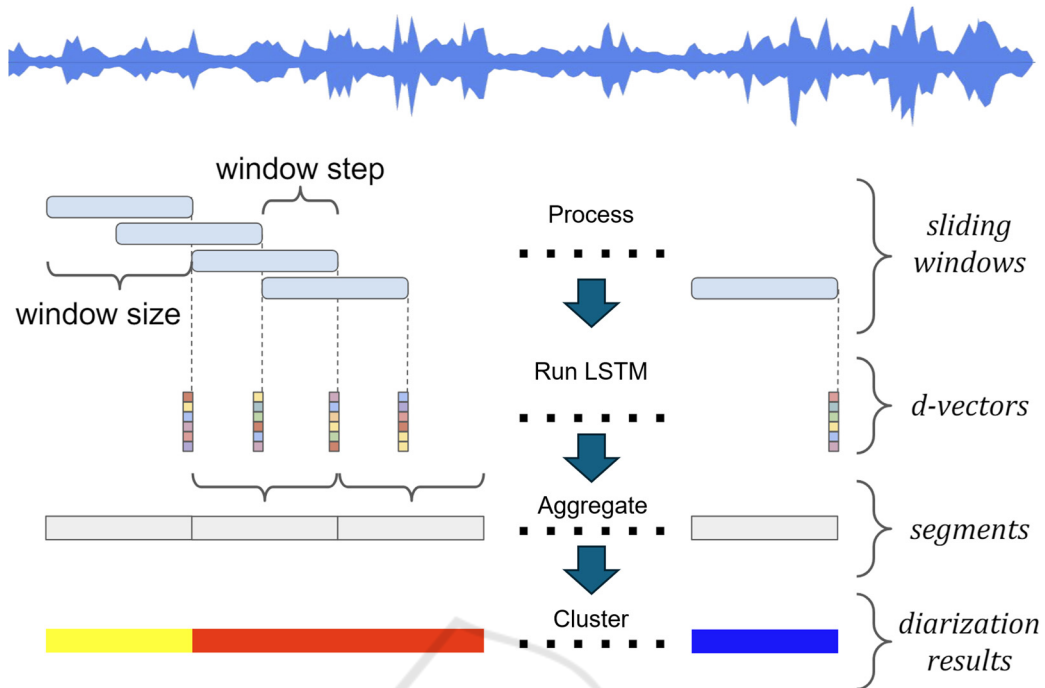 window step
Process
sliding
windows
window size
Run LSTM
d-vectors
Aggregate
segments
Cluster
diarization
results